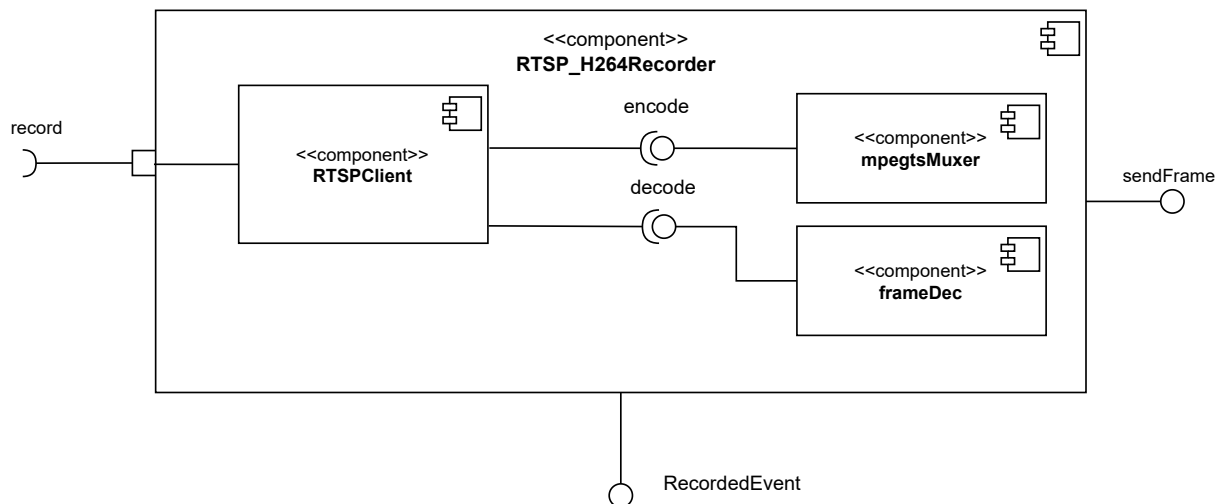 <<component>>
RTSP_H264Recorder
record
<<component>>
RTSPClient
encode
decode
<<component>>
mpegtsMuxer
<<component>>
frameDec
sendFrame
RecordedEvent